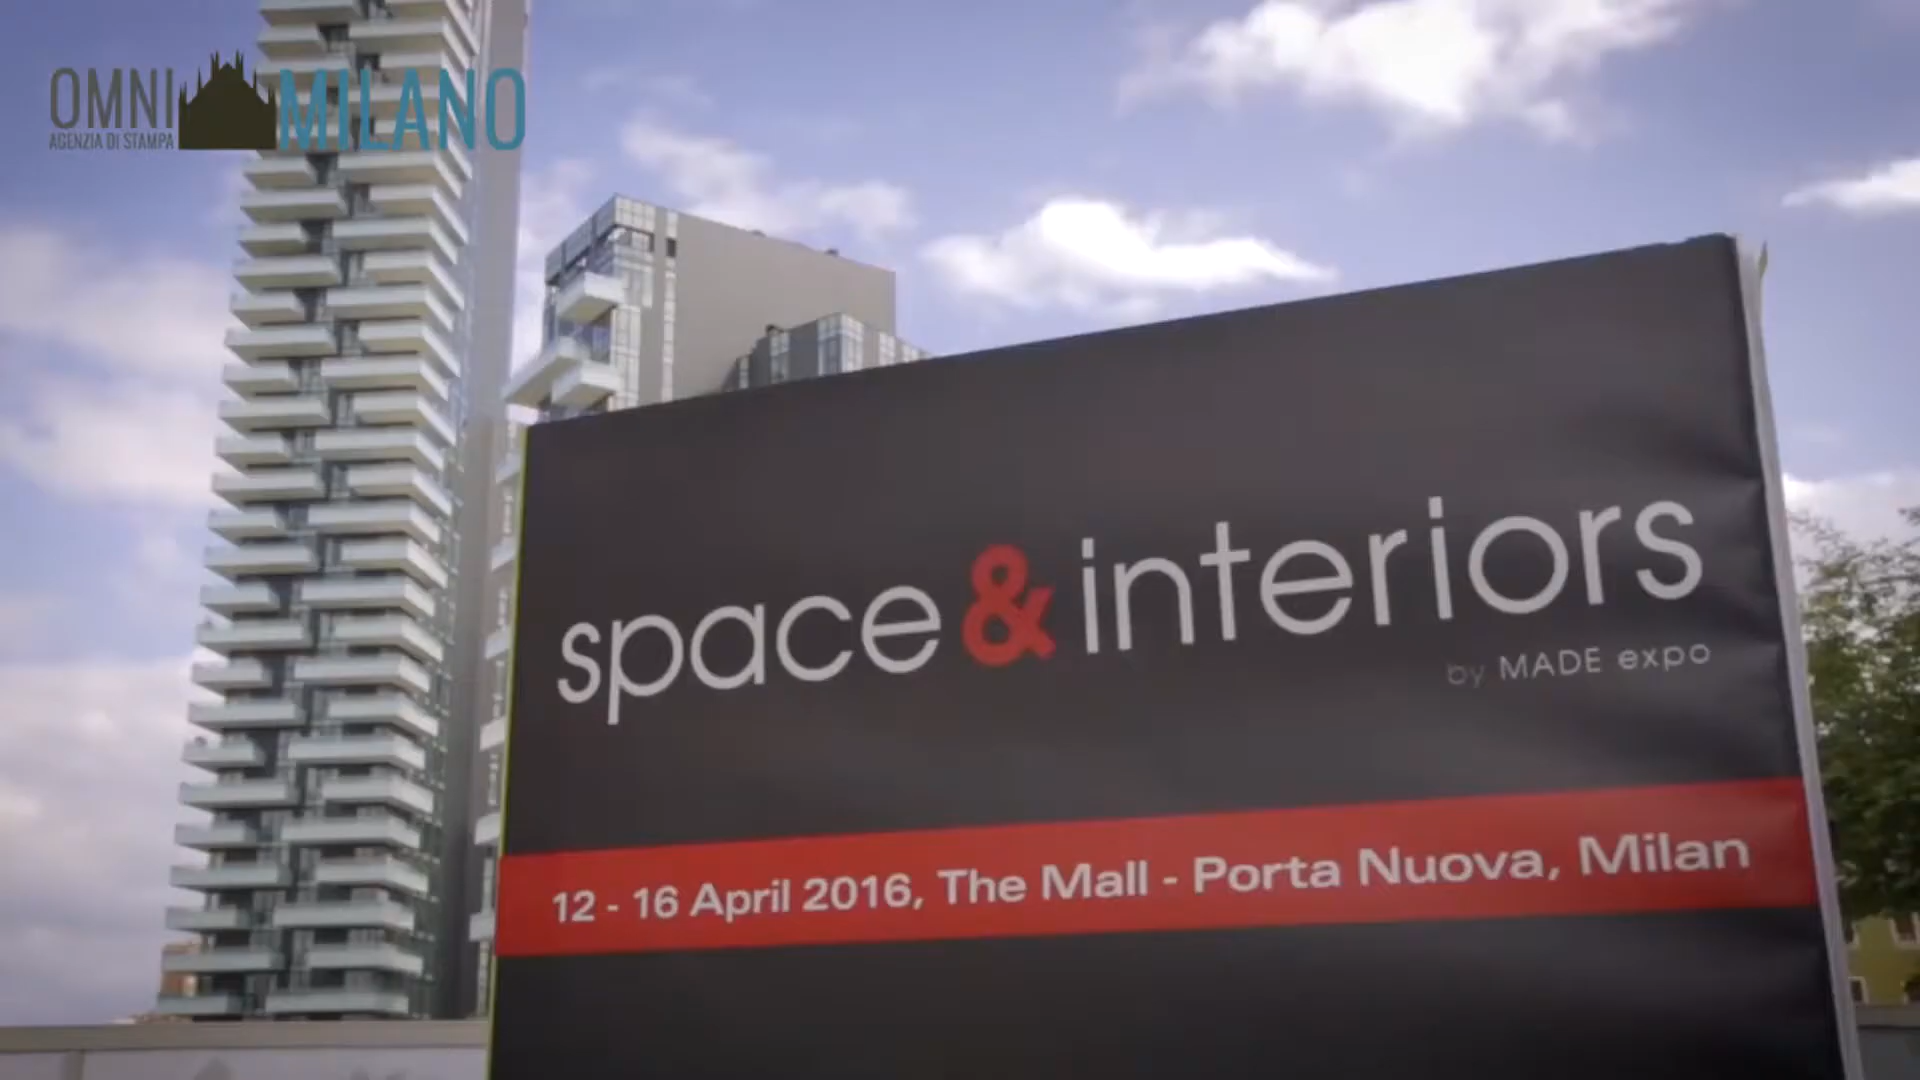 OMNI MILANO
AGENZIA DI STAMPA
space & interiors
by MADE expo
12 - 16 April 2016, The Mall - Porta Nuova, Milan